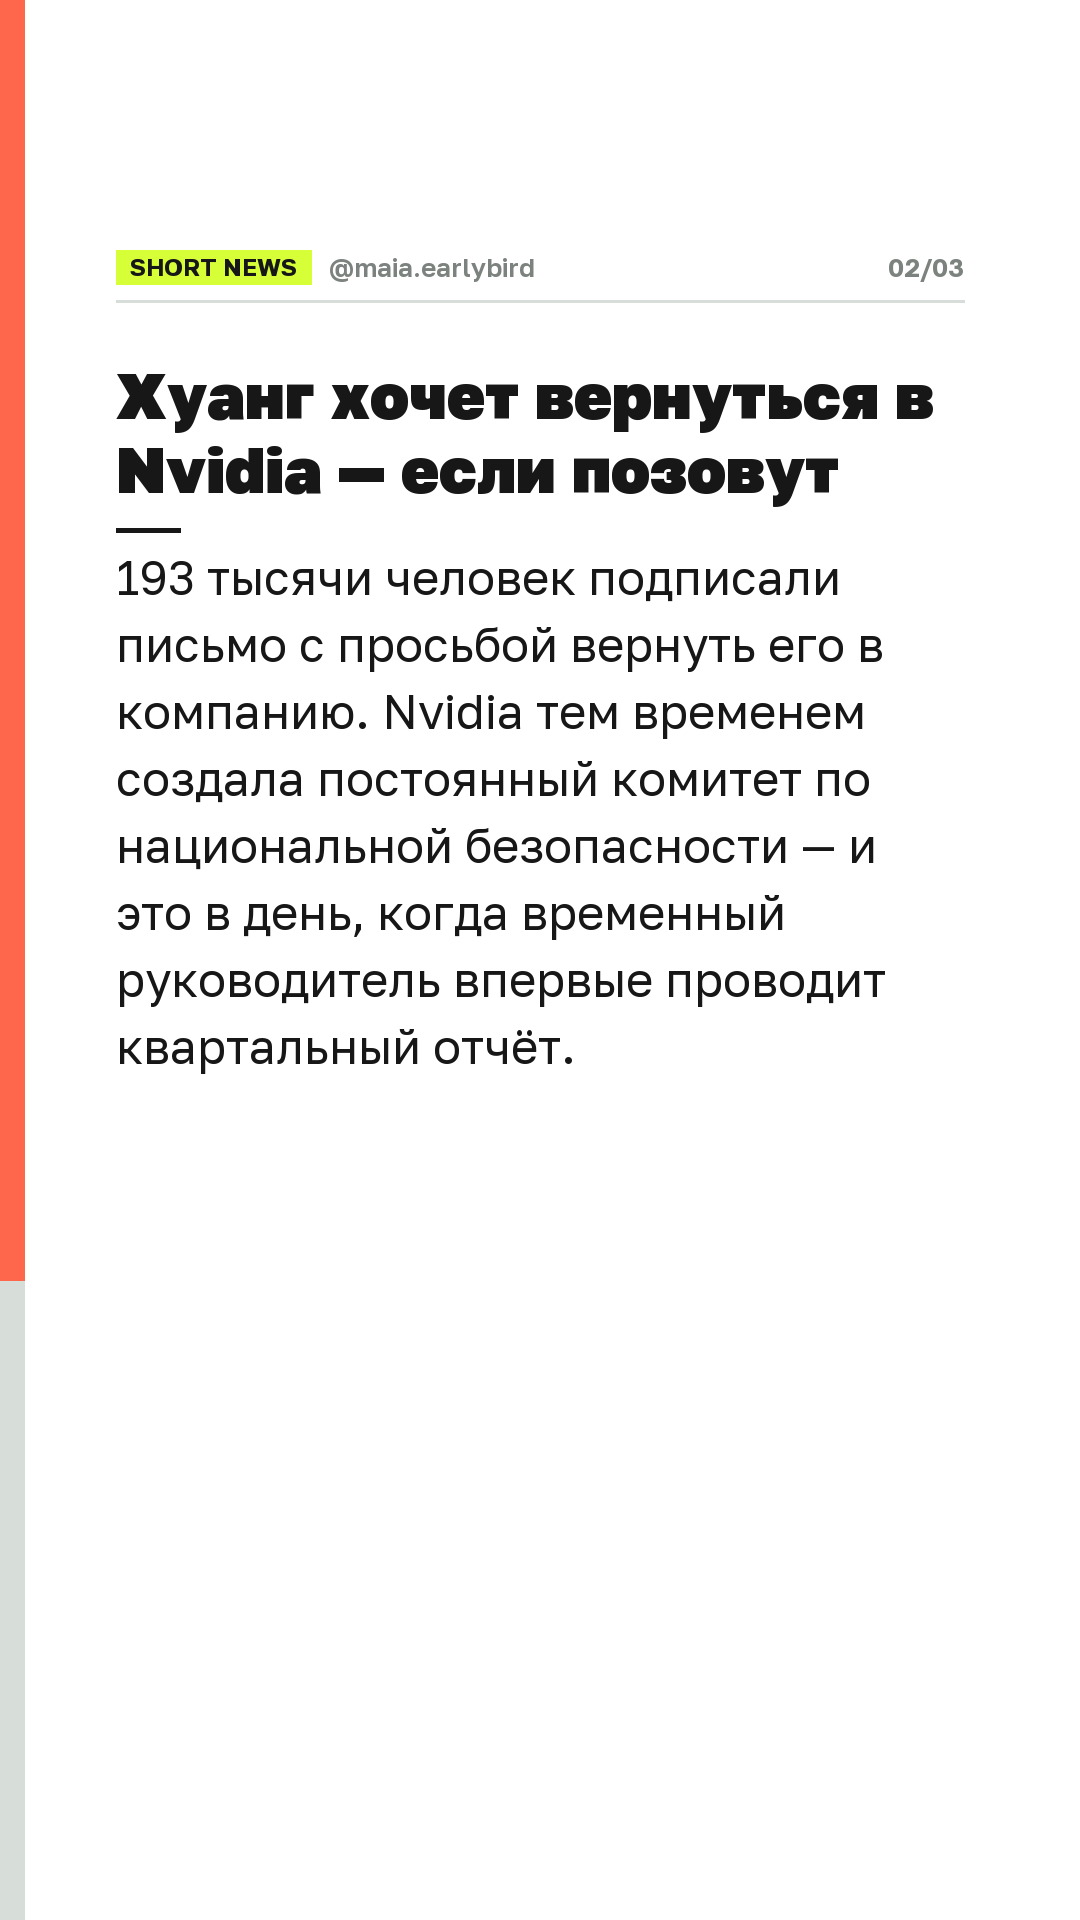 SHORT NEWS @maia.earlybird 02/03
Хуанг хочет вернуться в
Nvidia — если позовут
193 тысячи человек подписали
письмо с просьбой вернуть его в
компанию. Nvidia тем временем
создала постоянный комитет по
национальной безопасности — и
это в день, когда временный
руководитель впервые проводит
квартальный отчёт.